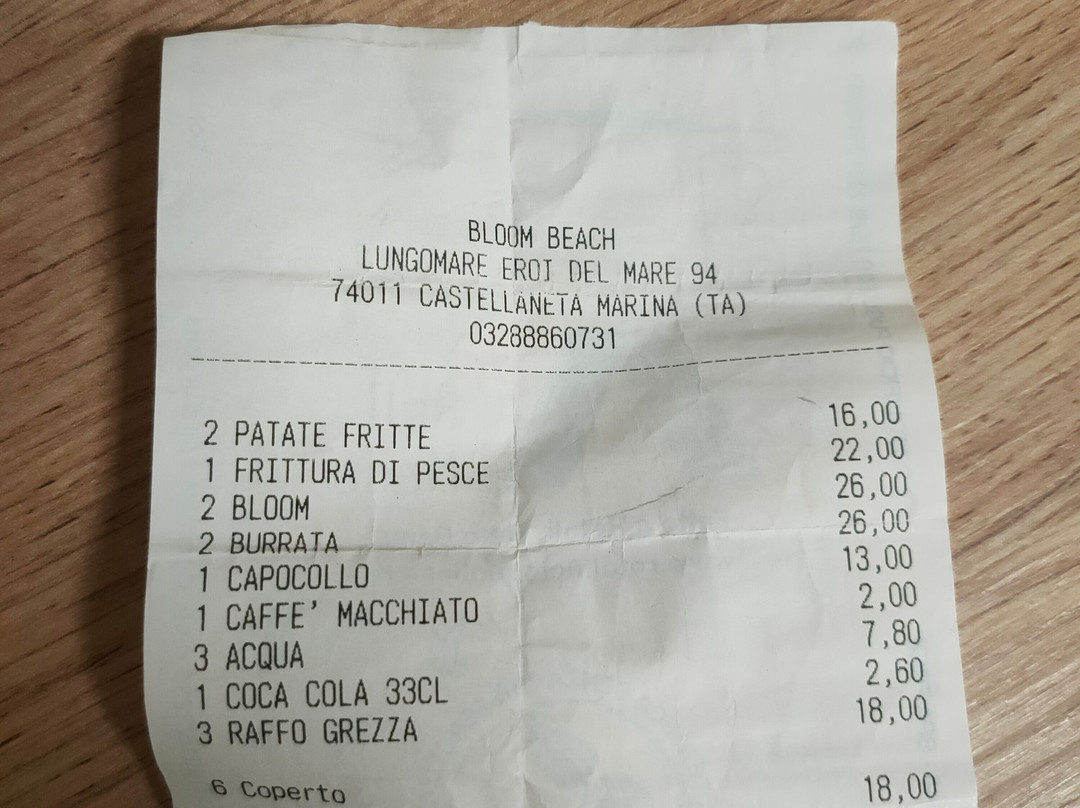 BLOOM BEACH
LUNGOMARE EROI DEL MARE 94
74011 CASTELLANETA MARINA (TA)
03288860731
2 PATATE FRITTE 16,00
1 FRITTURA DI PESCE 22,00
2 BLOOM 26,00
2 BURRATA 26,00
1 CAPOCOLLO 13,00
1 CAFFE' MACCHIATO 2,00
3 ACQUA 7,80
1 COCA COLA 33CL 2,60
3 RAFFO GREZZA 18,00
6 Coperto 18,00